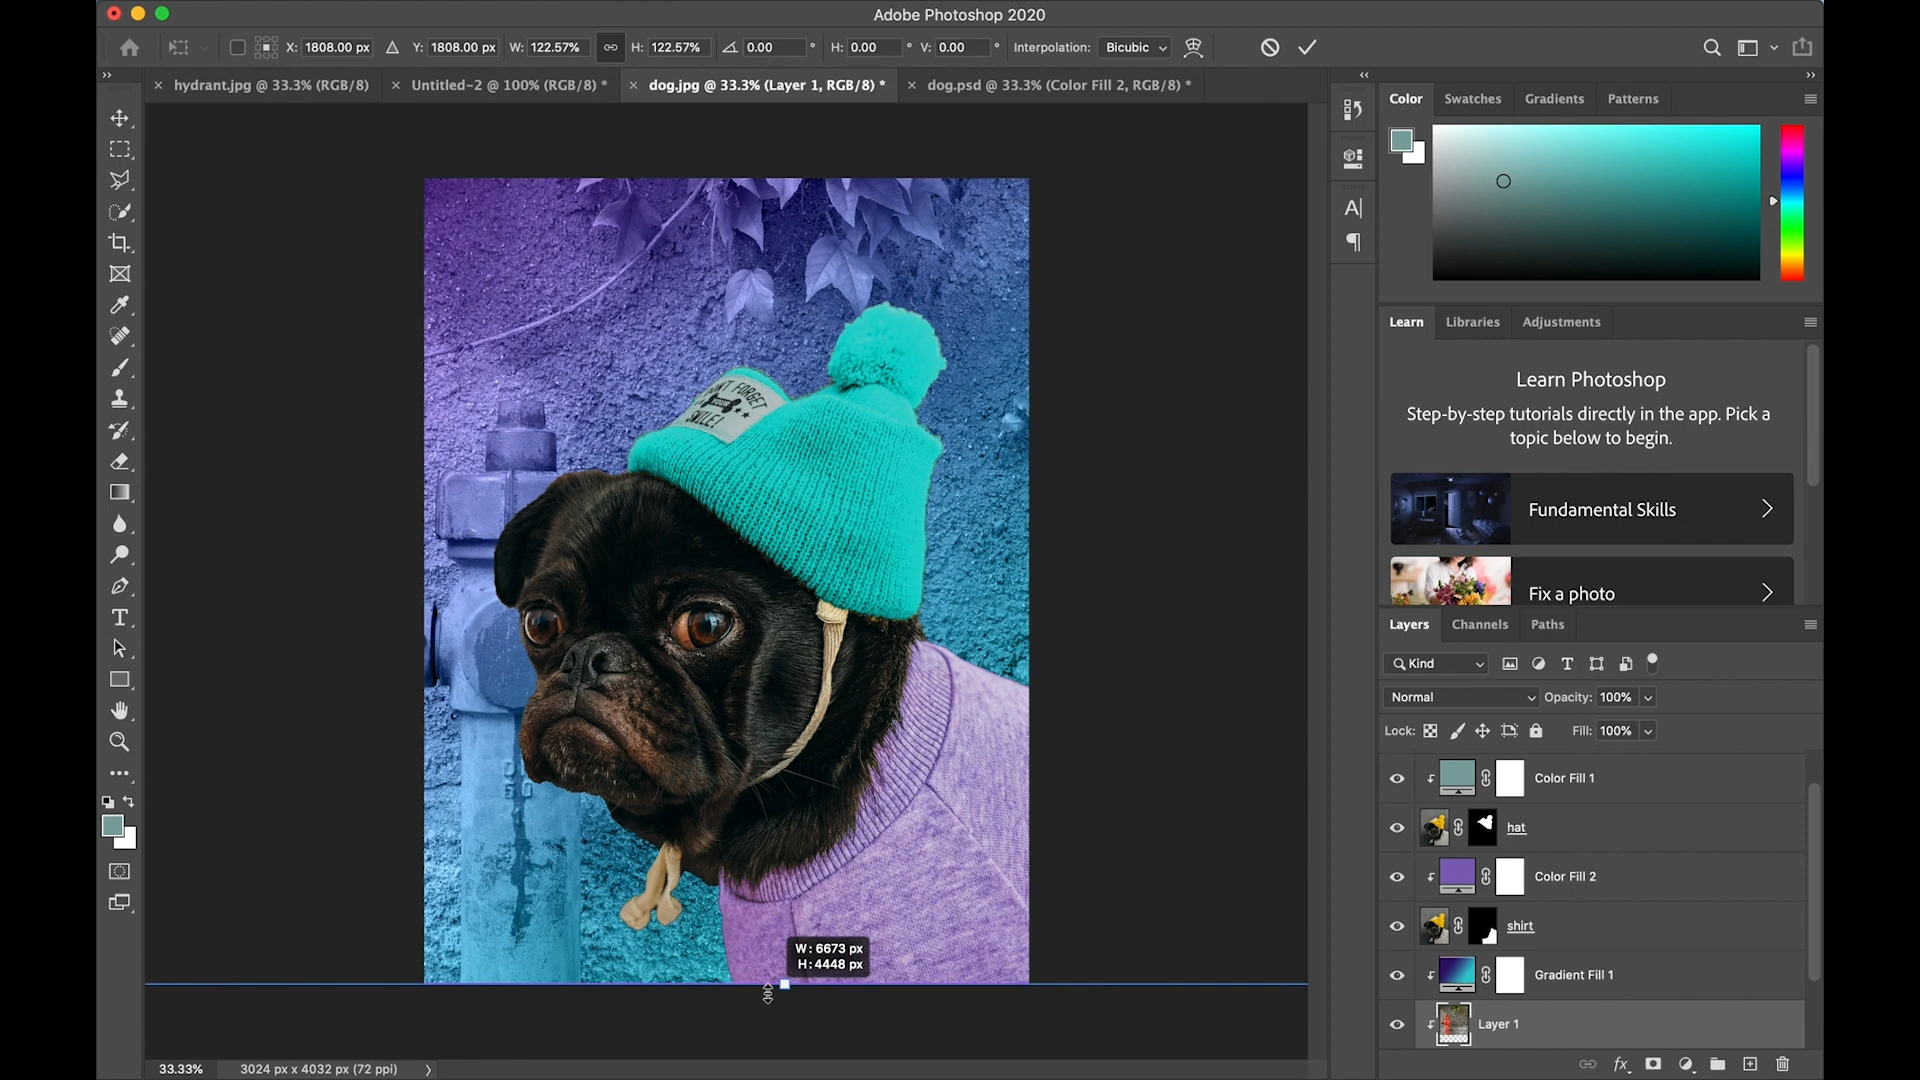 Adobe Photoshop 2020
X: 1808.00 px Y: 1808.00 px W: 122.57% H: 122.57% 0.00 ° H: 0.00 ° V: 0.00 ° Interpolation: Bicubic
hydrant.jpg @ 33.3% (RGB/8) Untitled-2 @ 100% (RGB/8) * dog.jpg @ 33.3% (Layer 1, RGB/8) * dog.psd @ 33.3% (Color Fill 2, RGB/8) *
Color Swatches Gradients Patterns
Learn Libraries Adjustments
Learn Photoshop
Step-by-step tutorials directly in the app. Pick a
topic below to begin.
Fundamental Skills
Fix a photo
Layers Channels Paths
Kind
Normal Opacity: 100%
Lock: Fill: 100%
Color Fill 1
hat
Color Fill 2
shirt
Gradient Fill 1
Layer 1
FORGET
SMILE!
W: 6673 px
H: 4448 px
33.33% 3024 px x 4032 px (72 ppi)